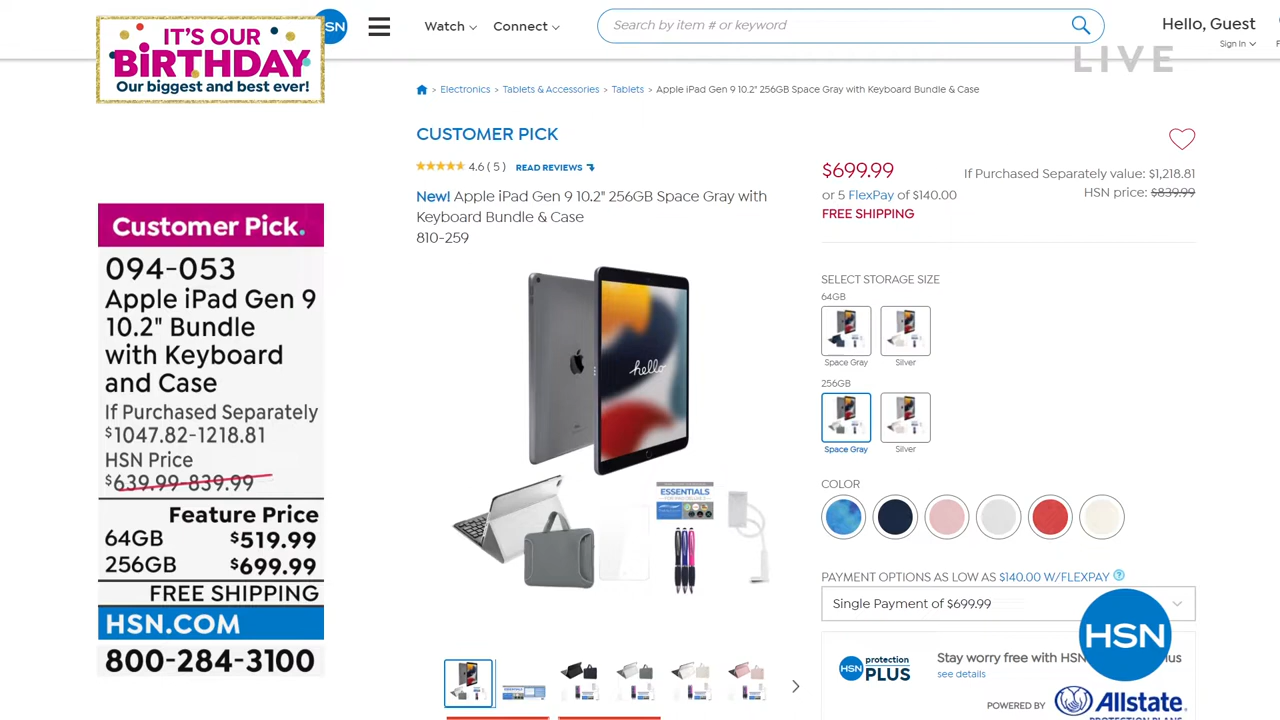 IT'S OUR
BiRTHDAY
Our biggest and best ever!
SN
Watch
Connect
Search by item # or keyword
Hello, Guest
Sign In
LIVE
Electronics > Tablets & Accessories > Tablets > Apple iPad Gen 9 10.2" 256GB Space Gray with Keyboard Bundle & Case
CUSTOMER PICK
4.6 ( 5 ) READ REVIEWS
New! Apple iPad Gen 9 10.2" 256GB Space Gray with
Keyboard Bundle & Case
810-259
$699.99
If Purchased Separately value: $1,218.81
HSN price: $839.99
or 5 FlexPay of $140.00
FREE SHIPPING
Customer Pick.
094-053
Apple iPad Gen 9
10.2" Bundle
with Keyboard
and Case
If Purchased Separately
$1047.82-1218.81
HSN Price
$639.99-839.99
Feature Price
64GB $519.99
256GB $699.99
FREE SHIPPING
HSN.COM
800-284-3100
hello
ESSENTIALS
SELECT STORAGE SIZE
64GB
Space Gray
Silver
256GB
Space Gray
Silver
COLOR
PAYMENT OPTIONS AS LOW AS $140.00 W/FLEXPAY
Single Payment of $699.99
HSN
HSN protection PLUS
Stay worry free with HSN
lus
see details
POWERED BY
Allstate.
PROTECTION PLANS